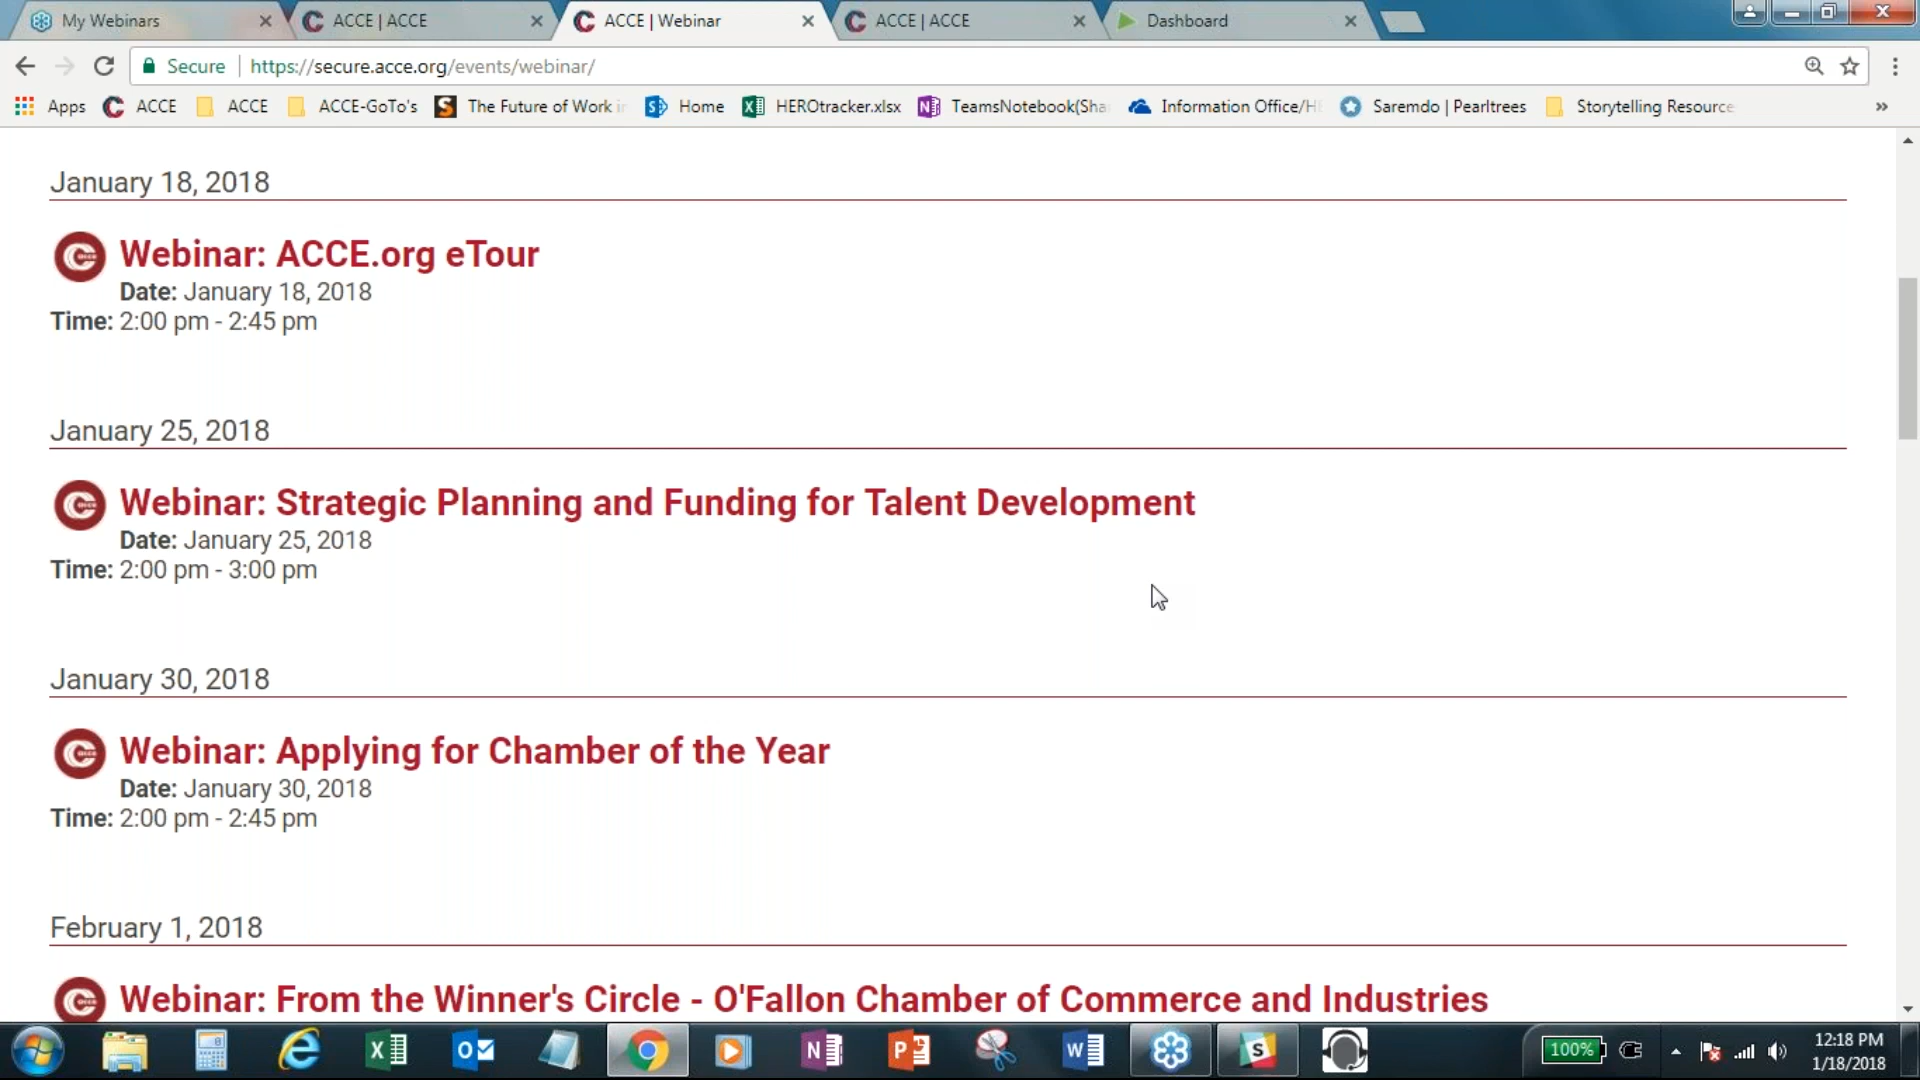 My Webinars
ACCE | ACCE
ACCE | Webinar
ACCE | ACCE
Dashboard
Secure https://secure.acce.org/events/webinar/
Apps ACCE ACCE ACCE-GoTo's The Future of Work i Home HEROtracker.xlsx TeamsNotebook(Sha Information Office/H Saremdo | Pearltrees Storytelling Resource »
January 18, 2018
Webinar: ACCE.org eTour
Date: January 18, 2018
Time: 2:00 pm - 2:45 pm
January 25, 2018
Webinar: Strategic Planning and Funding for Talent Development
Date: January 25, 2018
Time: 2:00 pm - 3:00 pm
January 30, 2018
Webinar: Applying for Chamber of the Year
Date: January 30, 2018
Time: 2:00 pm - 2:45 pm
February 1, 2018
Webinar: From the Winner's Circle - O'Fallon Chamber of Commerce and Industries
100%
12:18 PM
1/18/2018